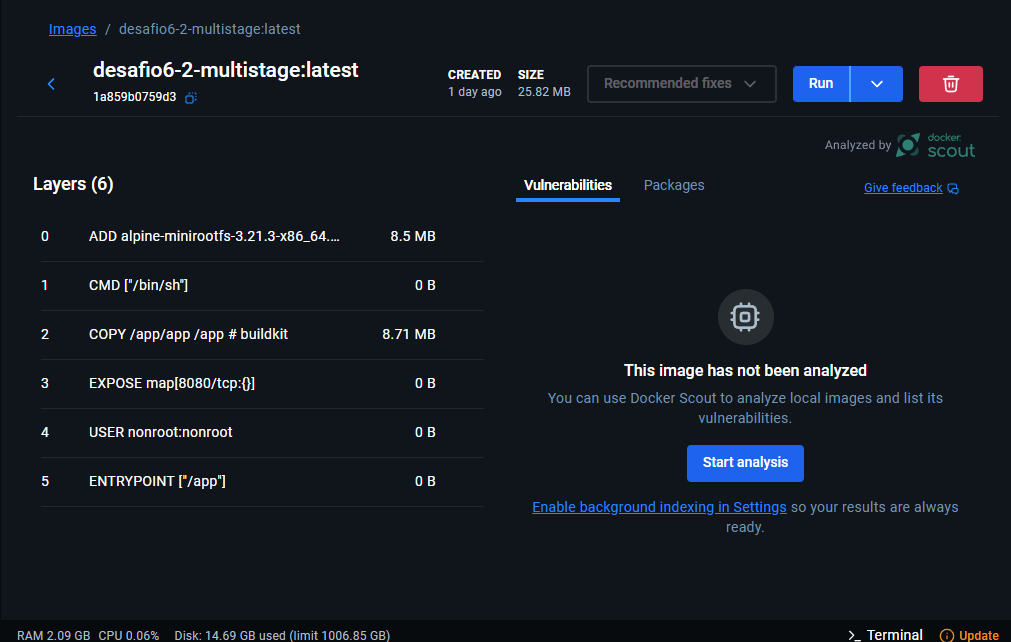 Images / desafio6-2-multistage:latest
desafio6-2-multistage:latest
1a859b0759d3
CREATED
1 day ago
SIZE
25.82 MB
Recommended fixes
Run
Analyzed by docker scout
Layers (6)
Vulnerabilities Packages Give feedback
0 ADD alpine-minirootfs-3.21.3-x86_64.... 8.5 MB
1 CMD ["/bin/sh"] 0 B
2 COPY /app/app /app # buildkit 8.71 MB
3 EXPOSE map[8080/tcp:{}] 0 B
4 USER nonroot:nonroot 0 B
5 ENTRYPOINT ["/app"] 0 B
This image has not been analyzed
You can use Docker Scout to analyze local images and list its
vulnerabilities.
Start analysis
Enable background indexing in Settings so your results are always
ready.
RAM 2.09 GB CPU 0.06% Disk: 14.69 GB used (limit 1006.85 GB) >_ Terminal Update